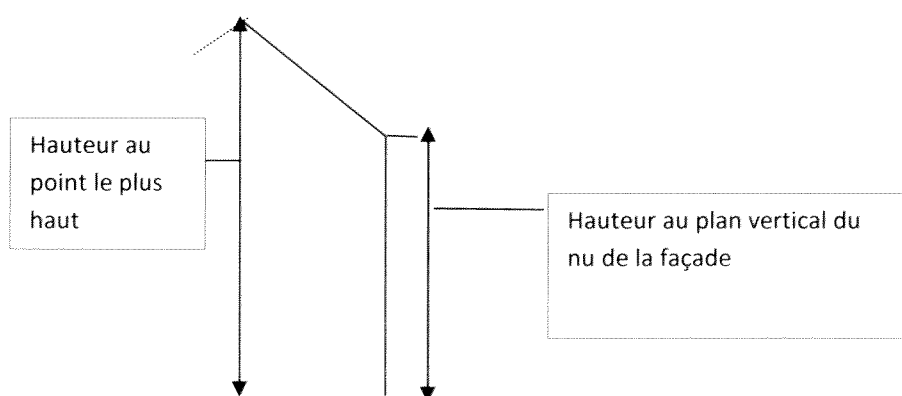 Hauteur au
point le plus
haut
Hauteur au plan vertical du
nu de la façade